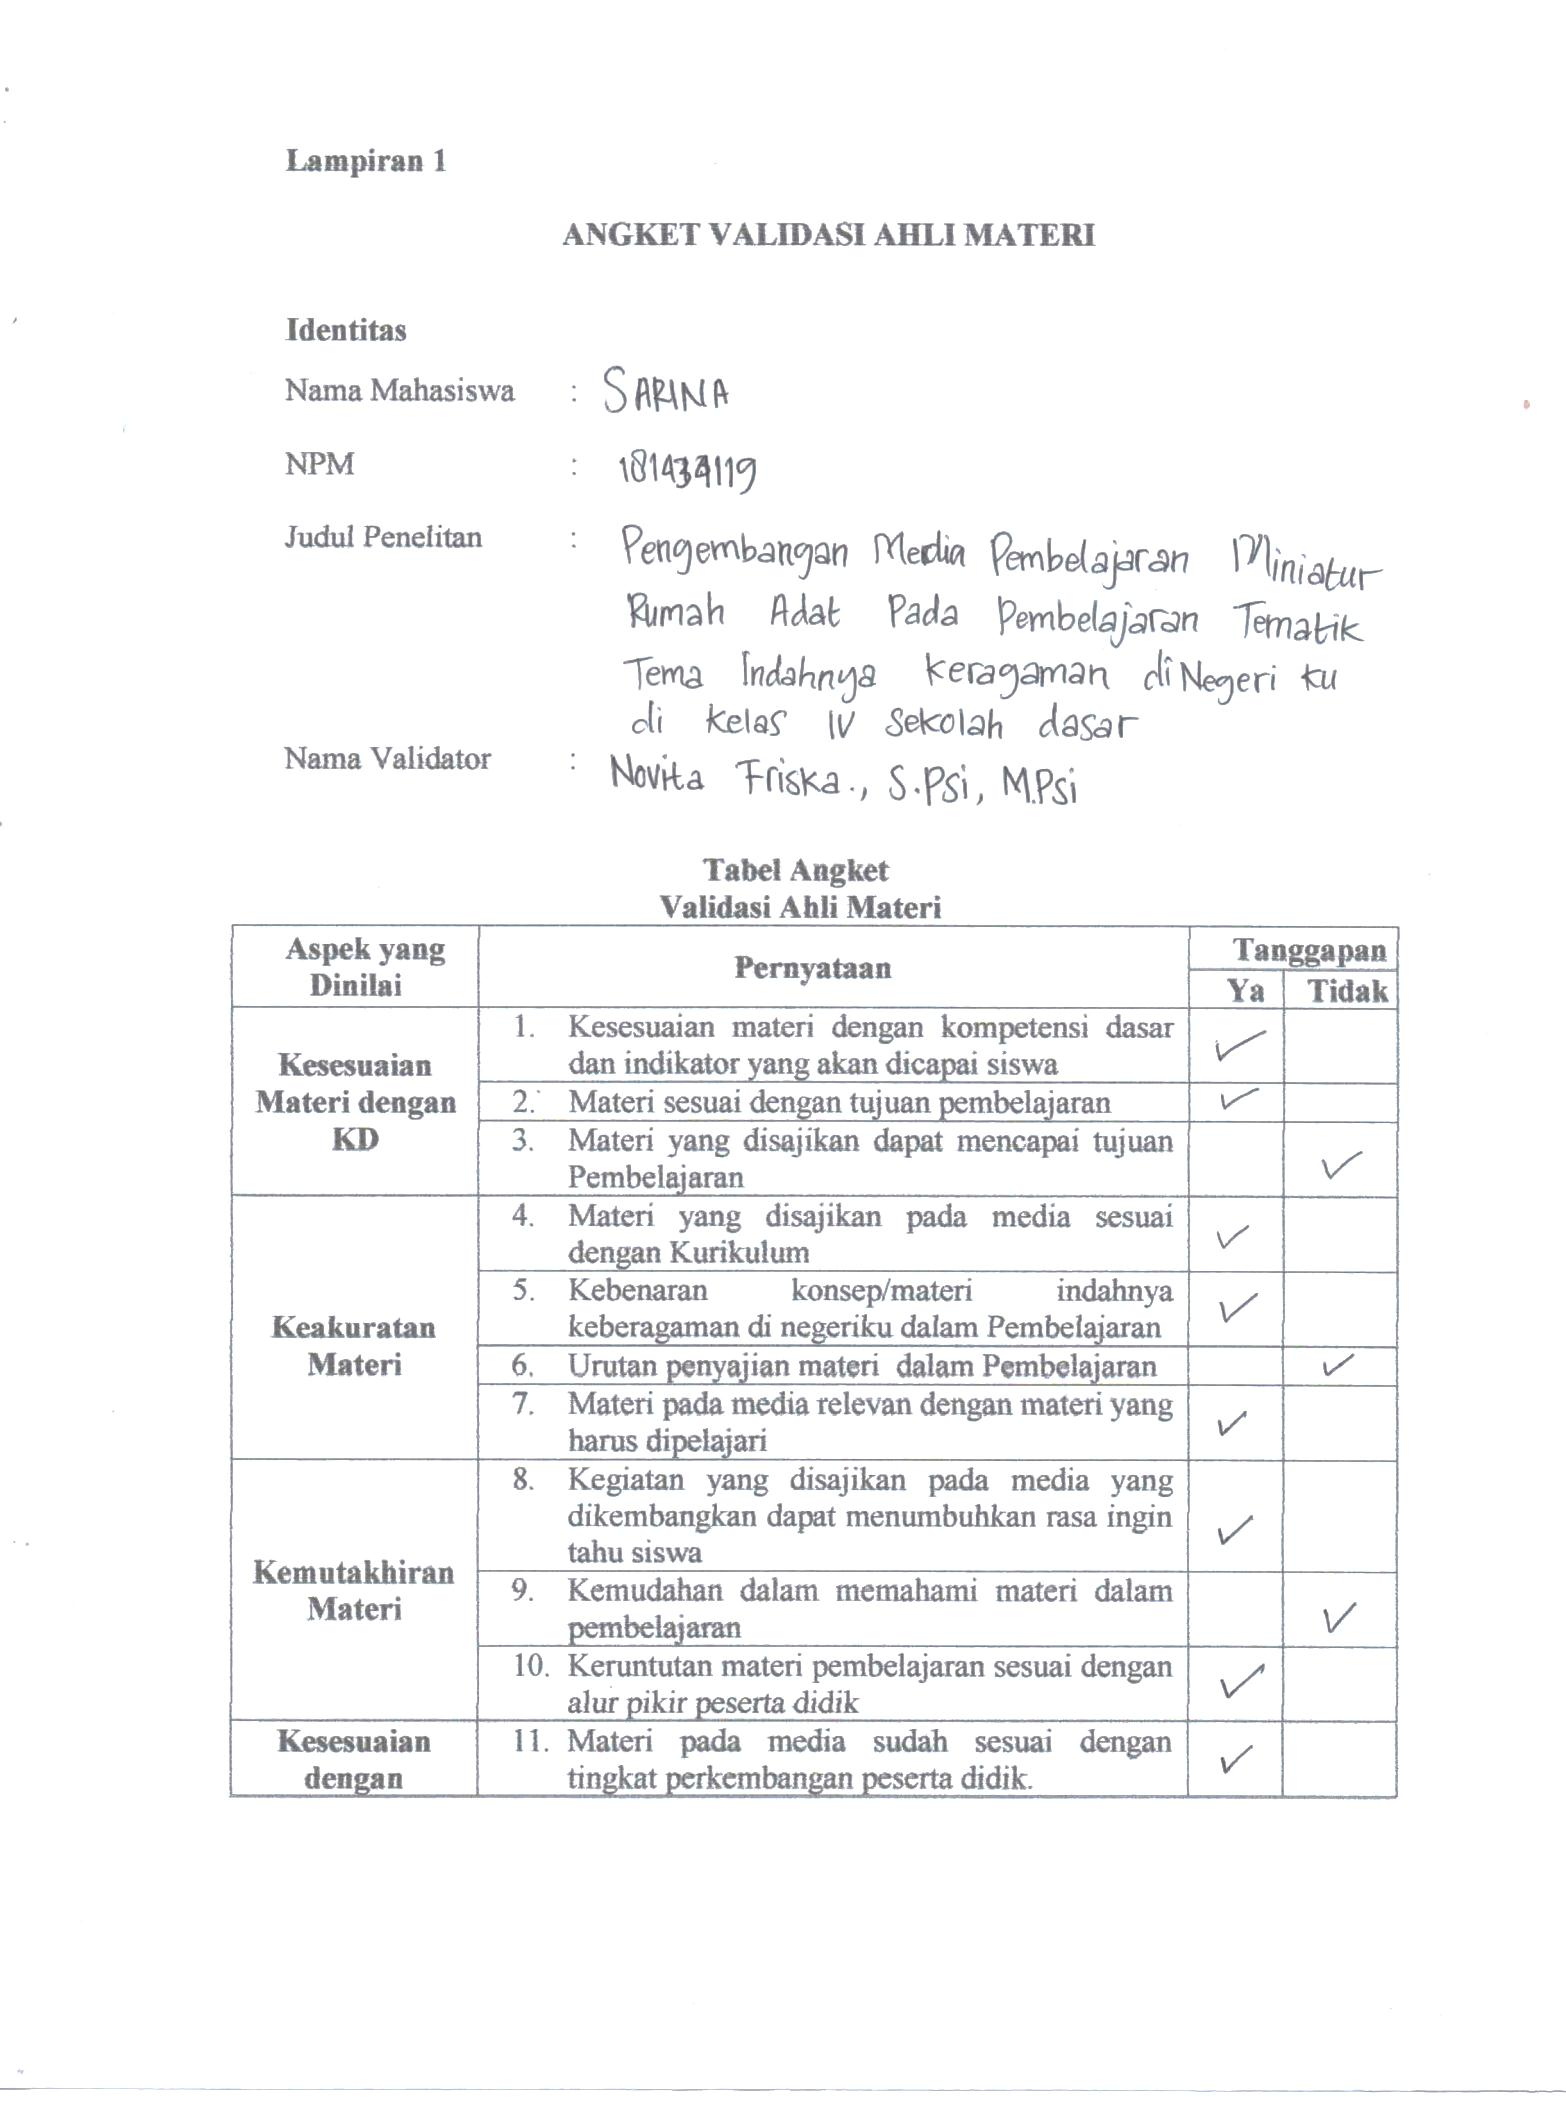 Lampiran 1
ANGKET VALIDASI AHLI MATERI
Identitas
Nama Mahasiswa : SARINA
NPM : 181434119
Judul Penelitan : Pengembangan Media Pembelajaran Miniatur
Rumah Adat Pada Pembelajaran Tematik
Tema Indahnya keragaman di Negeri ku
di kelas IV Sekolah dasar
Nama Validator : Novita Friska., S.Psi, M.Psi
Tabel Angket
Validasi Ahli Materi
Aspek yang Dinilai Pernyataan Tanggapan
Ya Tidak
Kesesuaian Materi dengan KD
1. Kesesuaian materi dengan kompetensi dasar
dan indikator yang akan dicapai siswa ✓
2. Materi sesuai dengan tujuan pembelajaran ✓
3. Materi yang disajikan dapat mencapai tujuan
Pembelajaran ✓
Keakuratan Materi
4. Materi yang disajikan pada media sesuai
dengan Kurikulum ✓
5. Kebenaran konsep/materi indahnya
keberagaman di negeriku dalam Pembelajaran ✓
6. Urutan penyajian materi dalam Pembelajaran ✓
7. Materi pada media relevan dengan materi yang
harus dipelajari ✓
Kemutakhiran Materi
8. Kegiatan yang disajikan pada media yang
dikembangkan dapat menumbuhkan rasa ingin
tahu siswa ✓
9. Kemudahan dalam memahami materi dalam
pembelajaran ✓
10. Keruntutan materi pembelajaran sesuai dengan
alur pikir peserta didik ✓
Kesesuaian dengan
11. Materi pada media sudah sesuai dengan
tingkat perkembangan peserta didik. ✓